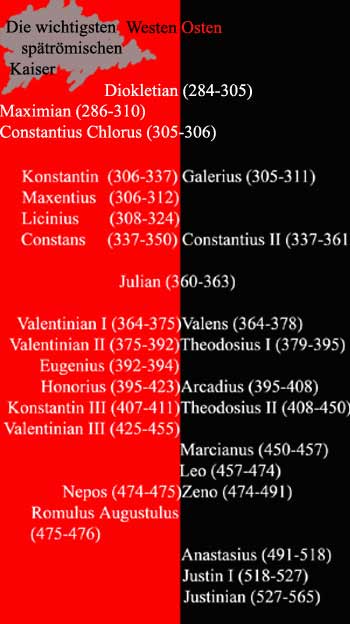 Die wichtigsten Westen Osten
spätrömischen
Kaiser
Diokletian (284-305)
Maximian (286-310)
Constantius Chlorus (305-306)
Konstantin (306-337) Galerius (305-311)
Maxentius (306-312)
Licinius (308-324)
Constans (337-350) Constantius II (337-361
Julian (360-363)
Valentinian I (364-375) Valens (364-378)
Valentinian II (375-392) Theodosius I (379-395)
Eugenius (392-394)
Honorius (395-423) Arcadius (395-408)
Konstantin III (407-411) Theodosius II (408-450)
Valentinian III (425-455)
Marcianus (450-457)
Leo (457-474)
Nepos (474-475) Zeno (474-491)
Romulus Augustulus
(475-476)
Anastasius (491-518)
Justin I (518-527)
Justinian (527-565)